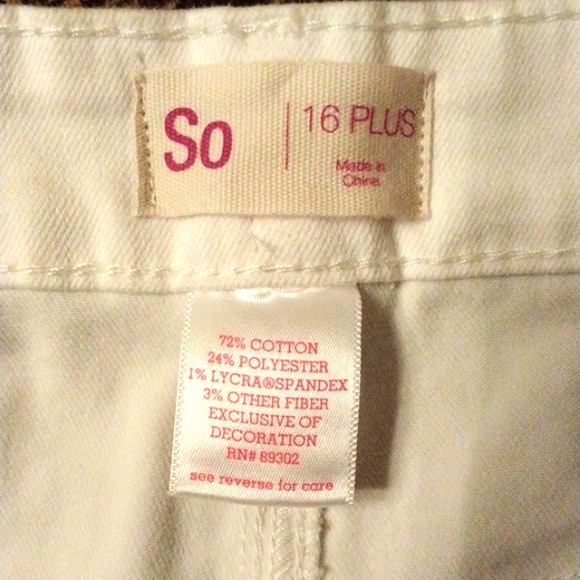 So
16 PLUS
Made in
China
72% COTTON
24% POLYESTER
1% LYCRA®SPANDEX
3% OTHER FIBER
EXCLUSIVE OF
DECORATION
RN# 89302
see reverse for care